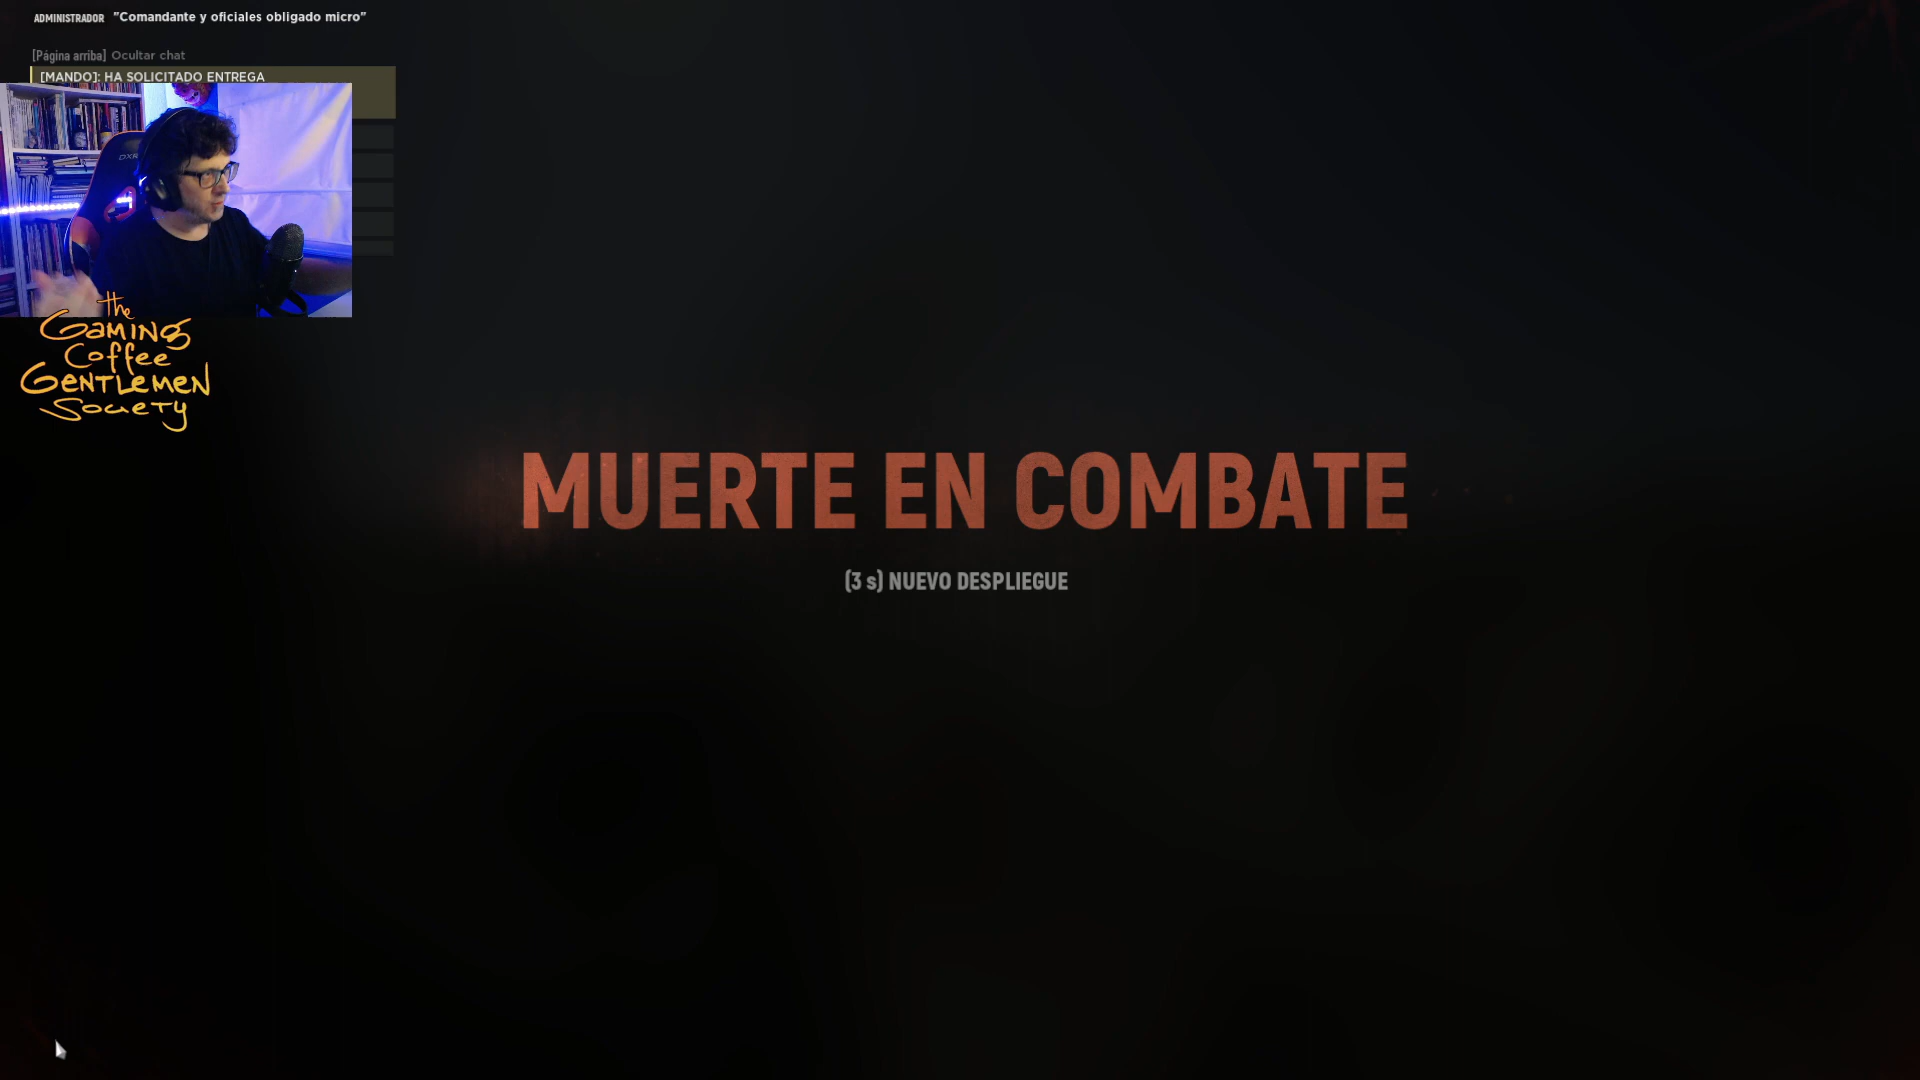 ADMINISTRADOR "Comandante y oficiales obligado micro"
[Página arriba] Ocultar chat
[MANDO]: HA SOLICITADO ENTREGA
DXR
the
GAMING
Coffee
GENTLEMEN
Society
MUERTE EN COMBATE
(3 s) NUEVO DESPLIEGUE